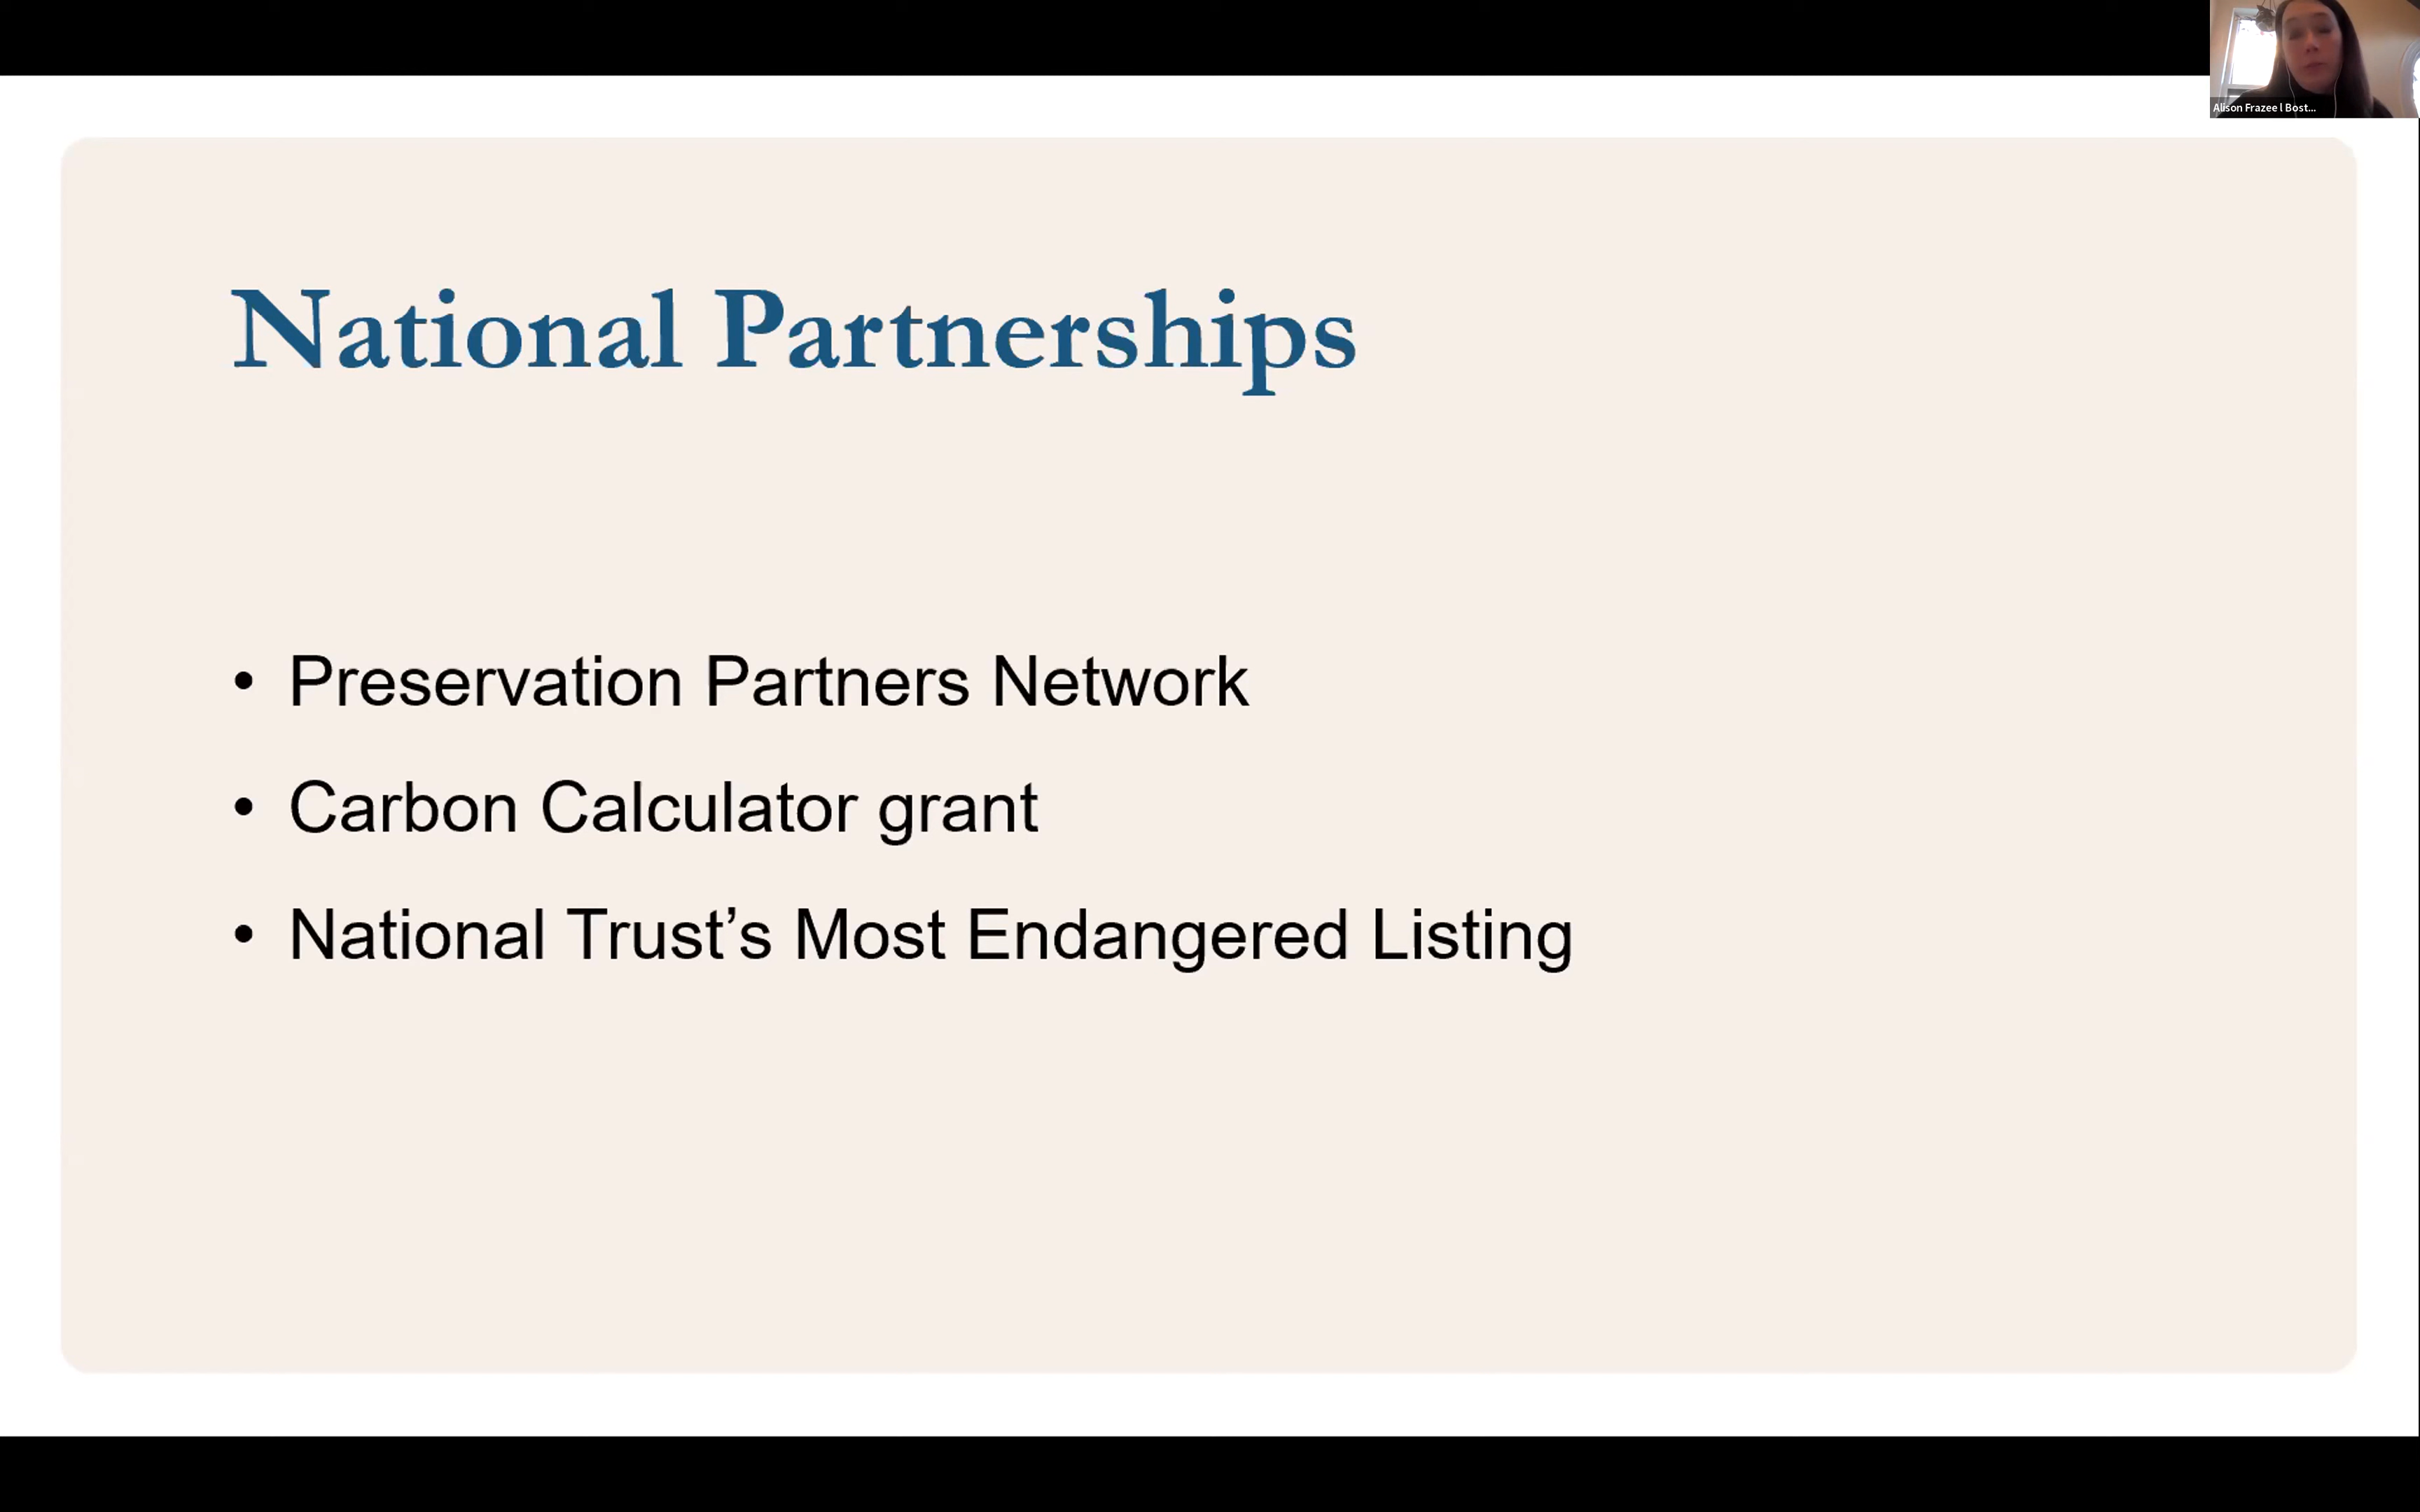 Alison Frazee l Bost...
National Partnerships
• Preservation Partners Network
• Carbon Calculator grant
• National Trust’s Most Endangered Listing